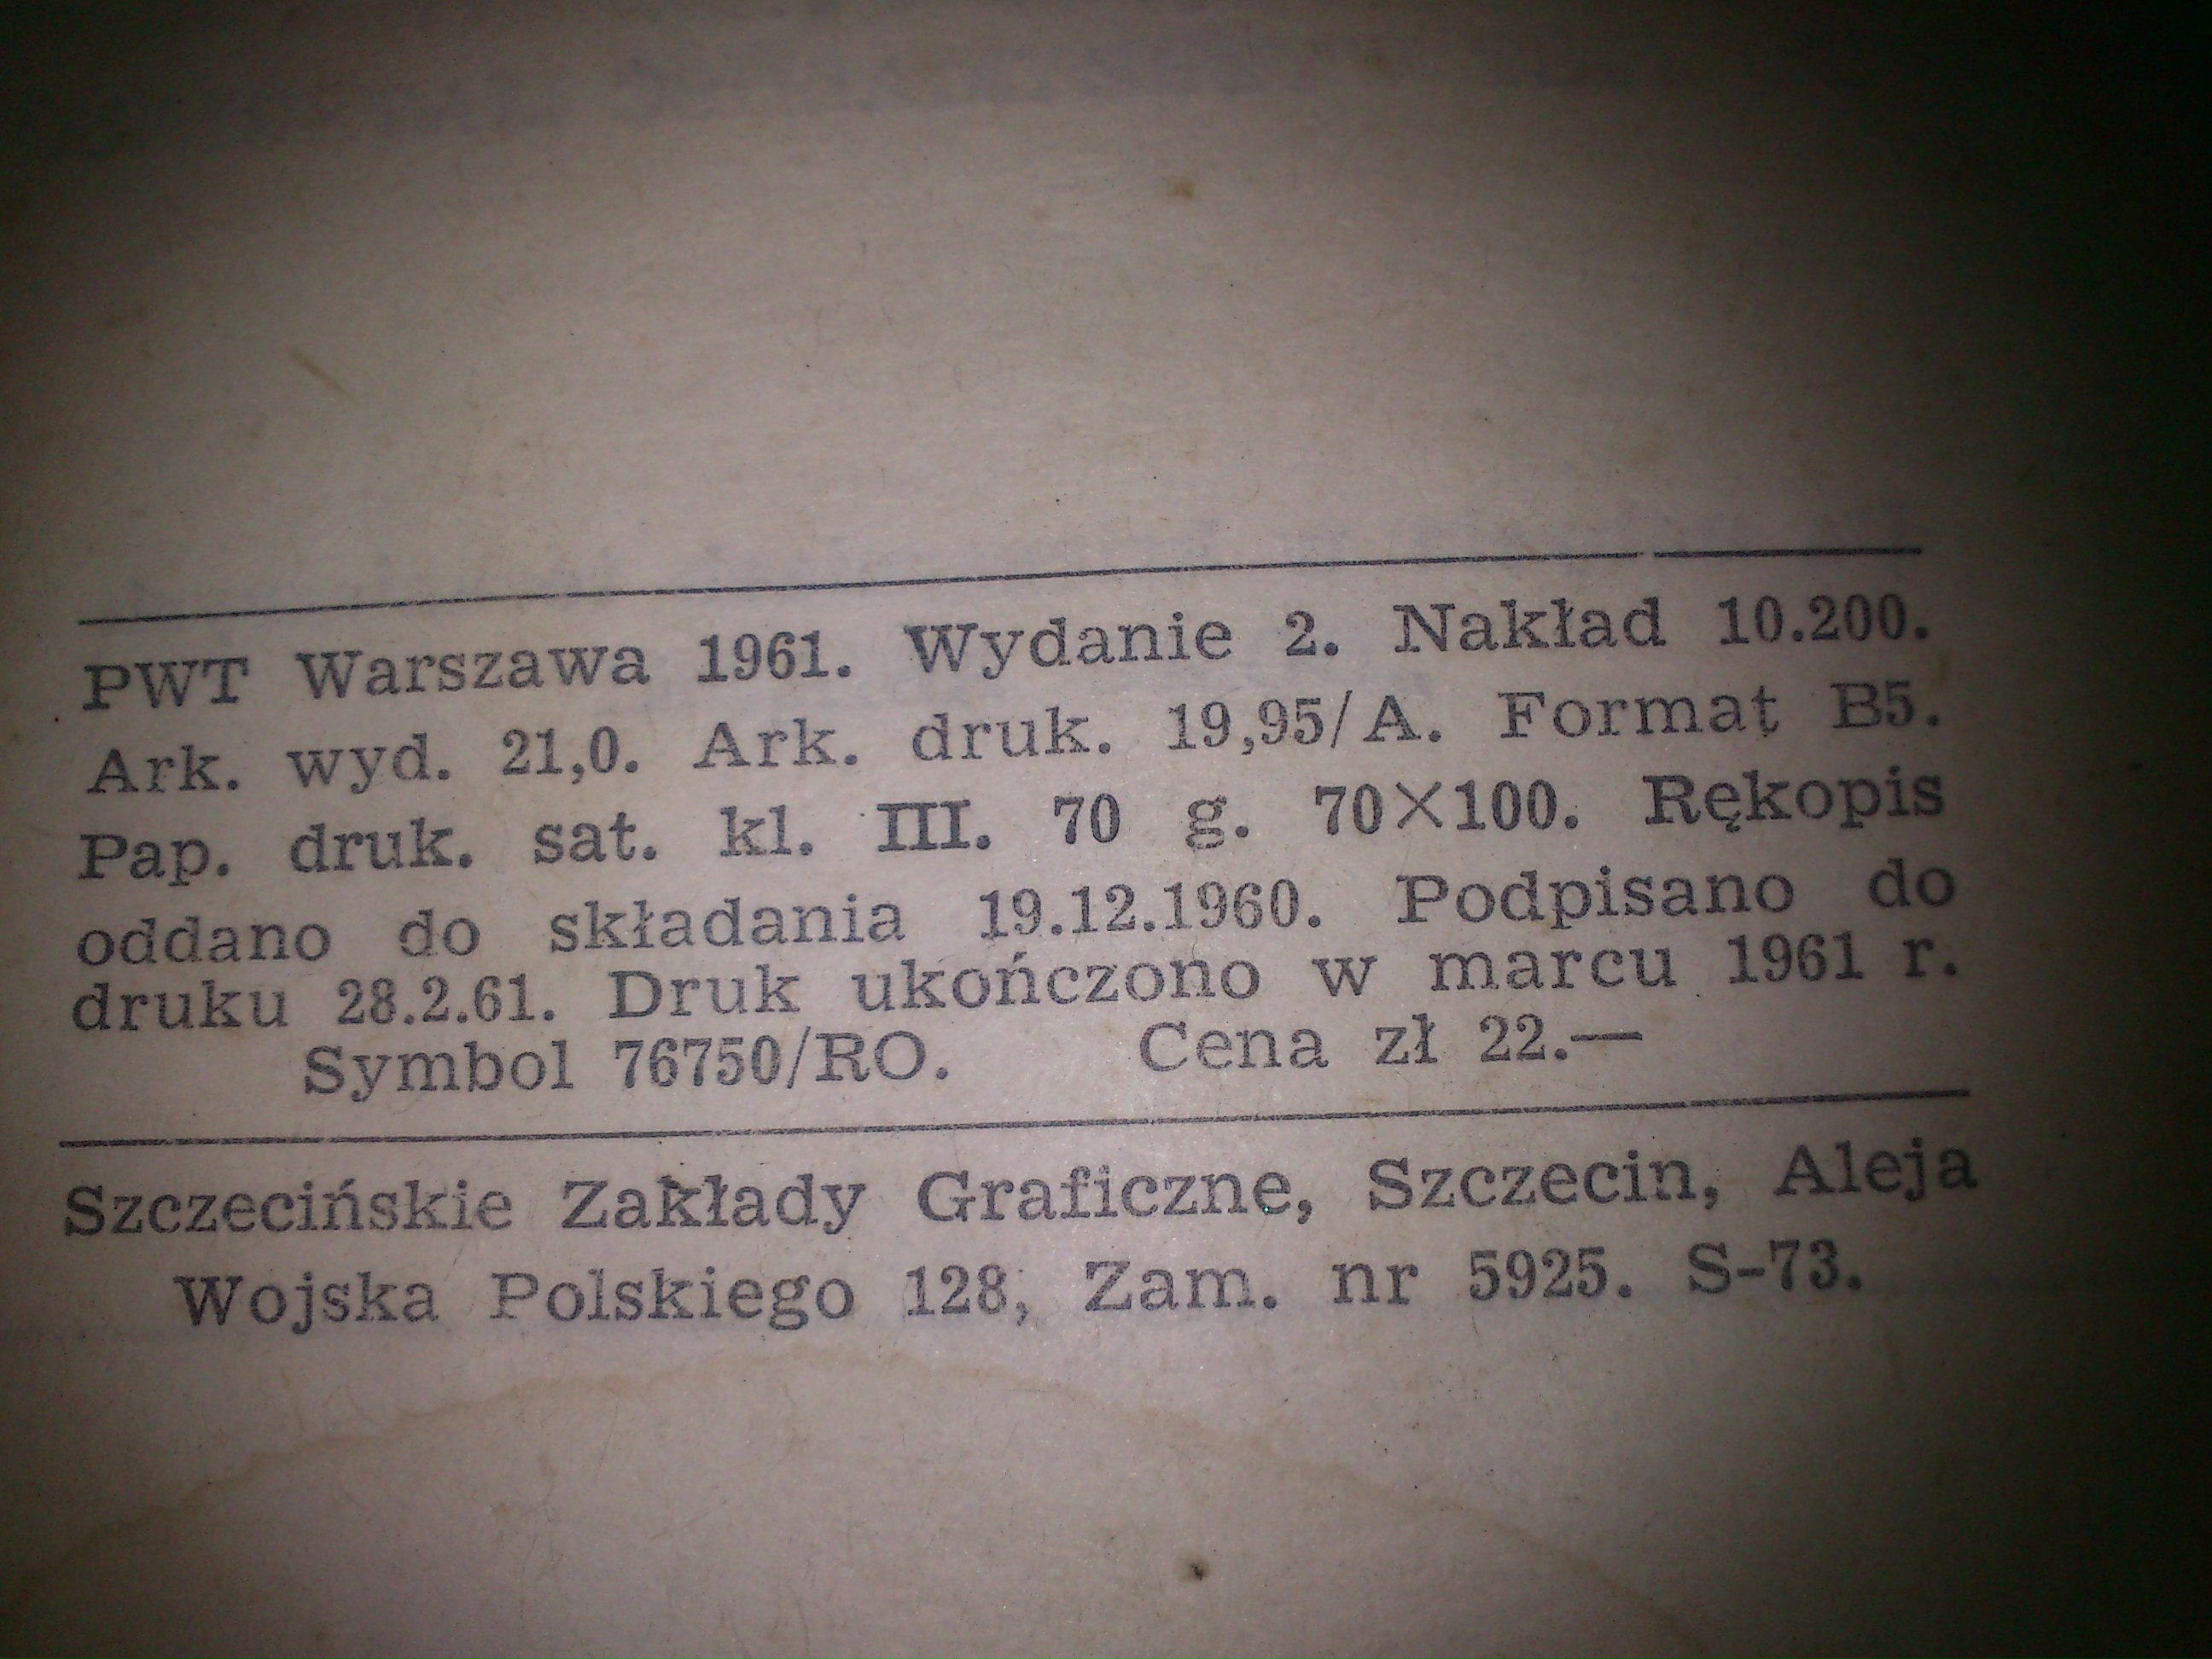 PWT Warszawa 1961. Wydanie 2. Nakład 10.200.
Ark. wyd. 21,0. Ark. druk. 19,95/A. Format B5.
Pap. druk. sat. kl. III. 70 g. 70×100. Rękopis
oddano do składania 19.12.1960. Podpisano do
druku 28.2.61. Druk ukończono w marcu 1961 r.
Symbol 76750/RO. Cena zł 22.—
Szczecińskie Zakłady Graficzne, Szczecin, Aleja
Wojska Polskiego 128, Zam. nr 5925. S-73.